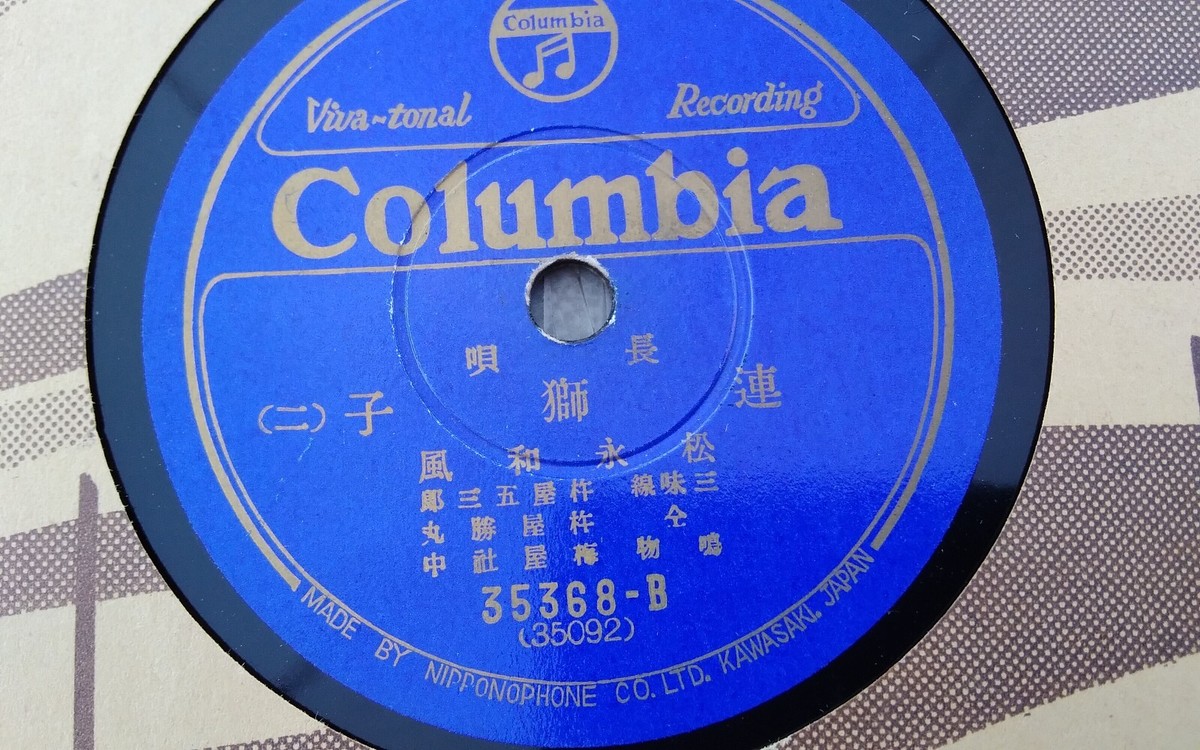 Columbia
Viva-tonal Recording
Columbia
長唄
連獅子(二)
松永和風
三味線 杵屋五三郎
仝 杵屋勝丸
鳴物 梅屋社中
35368-B
(35092)
MADE BY NIPPONOPHONE CO. LTD. KAWASAKI. JAPAN